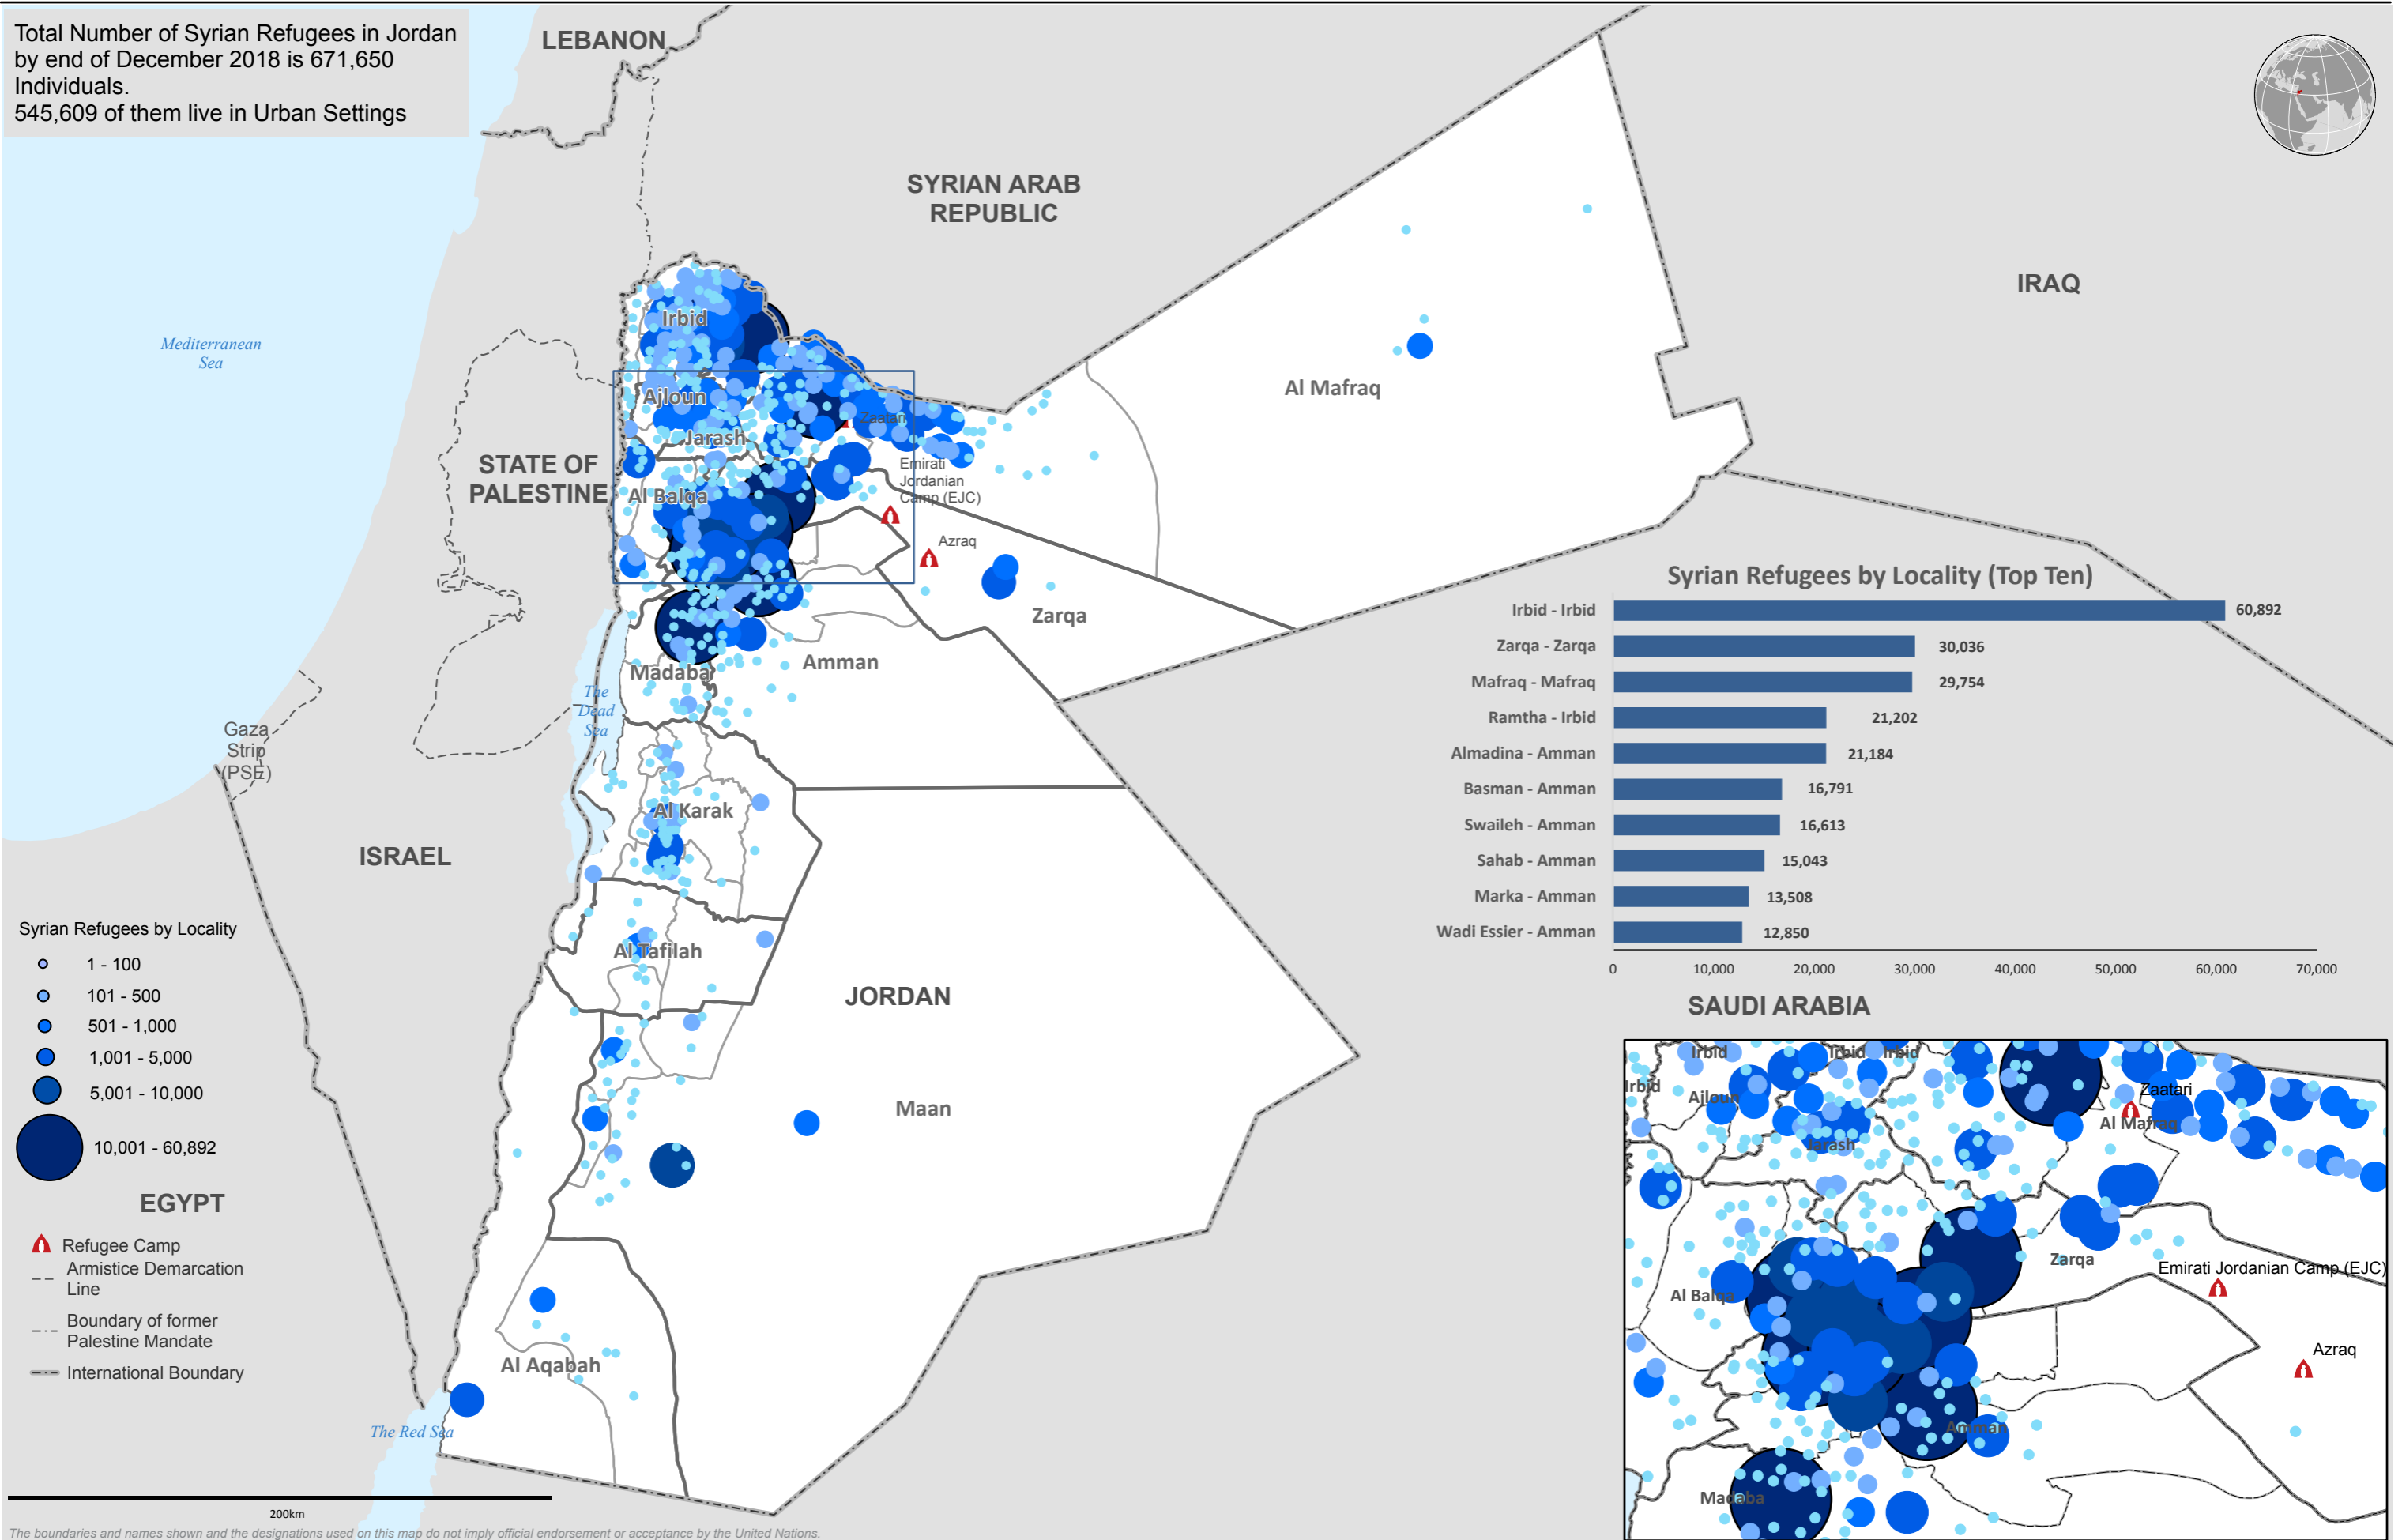 Total Number of Syrian Refugees in Jordan
by end of December 2018 is 671,650
Individuals.
545,609 of them live in Urban Settings
LEBANON
SYRIAN ARAB
REPUBLIC
IRAQ
Mediterranean
Sea
Irbid
Al Mafraq
Ajloun
Zaatari
Jarash
STATE OF
PALESTINE
Emirati
Jordanian
Camp (EJC)
Al Balqa
Azraq
Zarqa
Amman
Madaba
The
Dead
Sea
Gaza
Strip
(PSE)
Al Karak
ISRAEL
Al Tafilah
JORDAN
Maan
Al Aqabah
The Red Sea
Syrian Refugees by Locality (Top Ten)
Irbid - Irbid 60,892
Zarqa - Zarqa 30,036
Mafraq - Mafraq 29,754
Ramtha - Irbid 21,202
Almadina - Amman 21,184
Basman - Amman 16,791
Swaileh - Amman 16,613
Sahab - Amman 15,043
Marka - Amman 13,508
Wadi Essier - Amman 12,850
0 10,000 20,000 30,000 40,000 50,000 60,000 70,000
SAUDI ARABIA
Syrian Refugees by Locality
1 - 100
101 - 500
501 - 1,000
1,001 - 5,000
5,001 - 10,000
10,001 - 60,892
EGYPT
Refugee Camp
Armistice Demarcation
Line
Boundary of former
Palestine Mandate
International Boundary
Irbid Irbid Irbid
Irbid
Ajloun
Zaatari
Al Mafraq
Jarash
Zarqa
Emirati Jordanian Camp (EJC)
Al Balqa
Azraq
Amman
Madaba
200km
The boundaries and names shown and the designations used on this map do not imply official endorsement or acceptance by the United Nations.